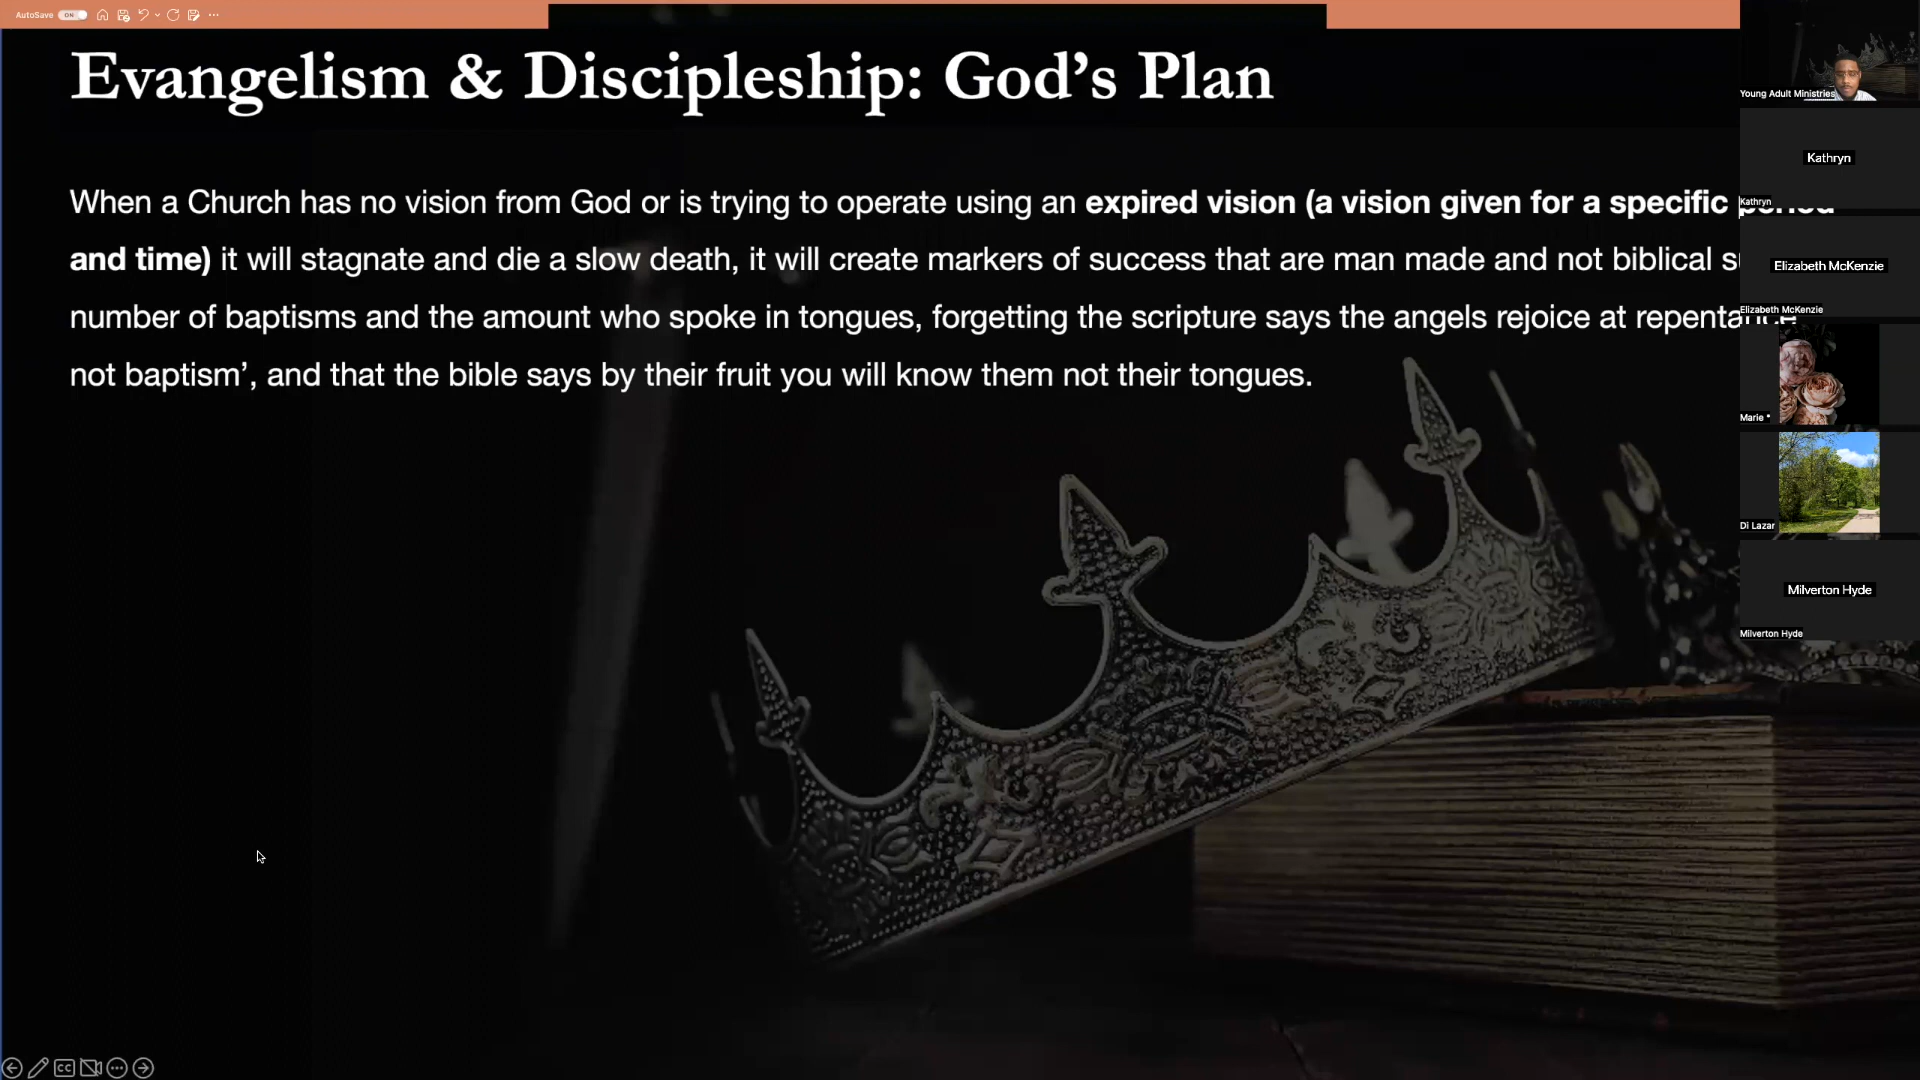 AutoSave ON
Evangelism & Discipleship: God’s Plan
When a Church has no vision from God or is trying to operate using an expired vision (a vision given for a specific period
and time) it will stagnate and die a slow death, it will create markers of success that are man made and not biblical
number of baptisms and the amount who spoke in tongues, forgetting the scripture says the angels rejoice at repentance
not baptism’, and that the bible says by their fruit you will know them not their tongues.
Young Adult Ministries
Kathryn
Kathryn
Elizabeth McKenzie
Elizabeth McKenzie
Marie *
Di Lazar
Milverton Hyde
Milverton Hyde
CC